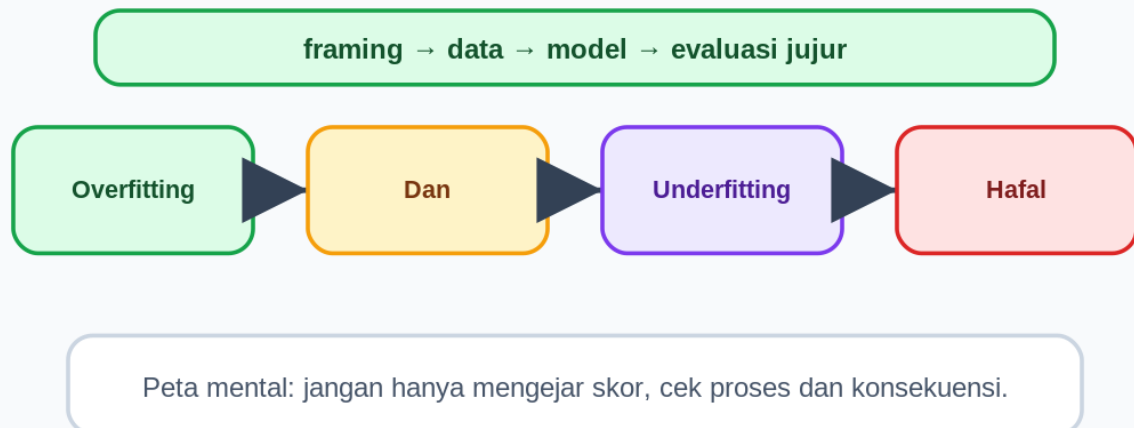 framing → data → model → evaluasi jujur
Overfitting
Dan
Underfitting
Hafal
Peta mental: jangan hanya mengejar skor, cek proses dan konsekuensi.